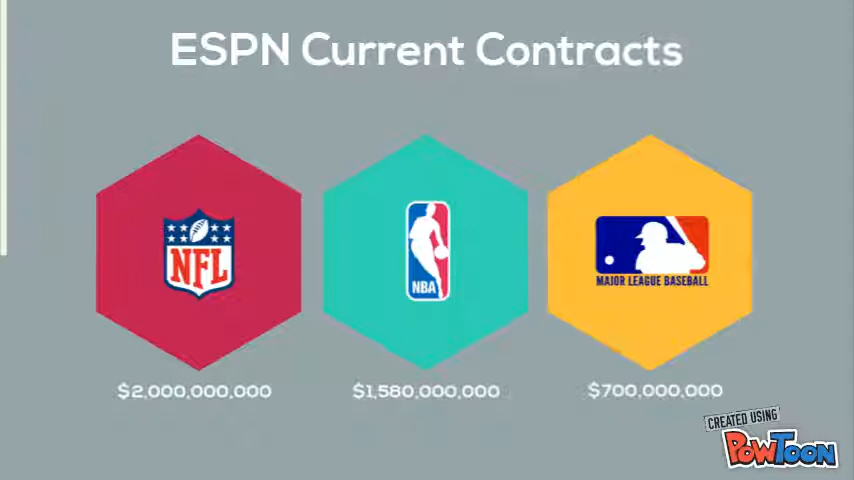 ESPN Current Contracts
NFL
NBA
MAJOR LEAGUE BASEBALL
$2,000,000,000
$1,580,000,000
$700,000,000
CREATED USING
POWTOON